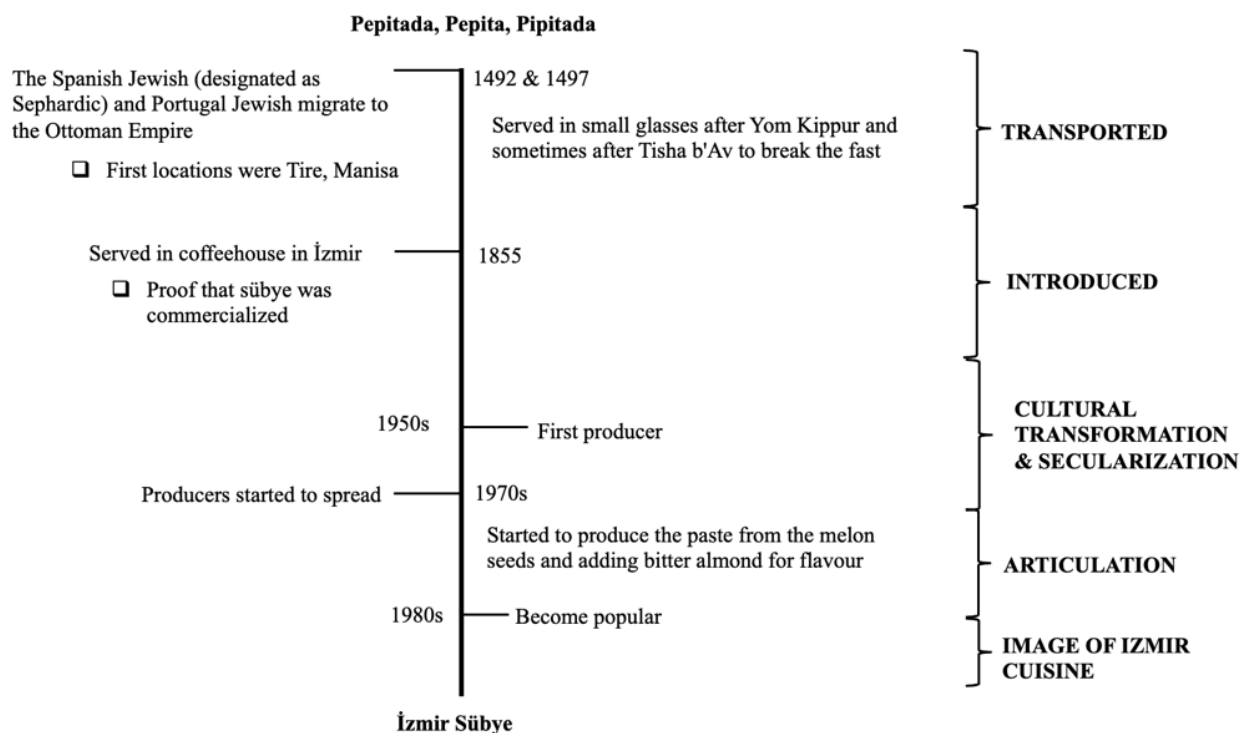 Pepitada, Pepita, Pipitada
The Spanish Jewish (designated as
Sephardic) and Portugal Jewish migrate to
the Ottoman Empire
First locations were Tire, Manisa
1492 & 1497
Served in small glasses after Yom Kippur and
sometimes after Tisha b'Av to break the fast
TRANSPORTED
Served in coffeehouse in İzmir
Proof that sübye was
commercialized
1855
INTRODUCED
1950s
First producer
CULTURAL
TRANSFORMATION
& SECULARIZATION
Producers started to spread
1970s
Started to produce the paste from the melon
seeds and adding bitter almond for flavour
ARTICULATION
1980s
Become popular
IMAGE OF IZMIR
CUISINE
İzmir Sübye